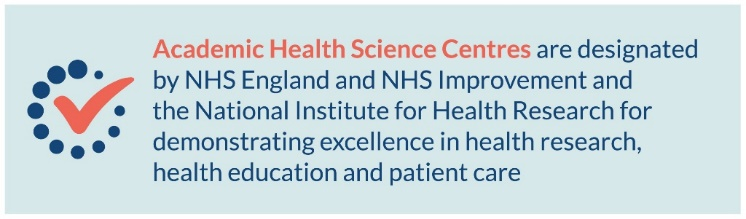 Academic Health Science Centres are designated
by NHS England and NHS Improvement and
the National Institute for Health Research for
demonstrating excellence in health research,
health education and patient care